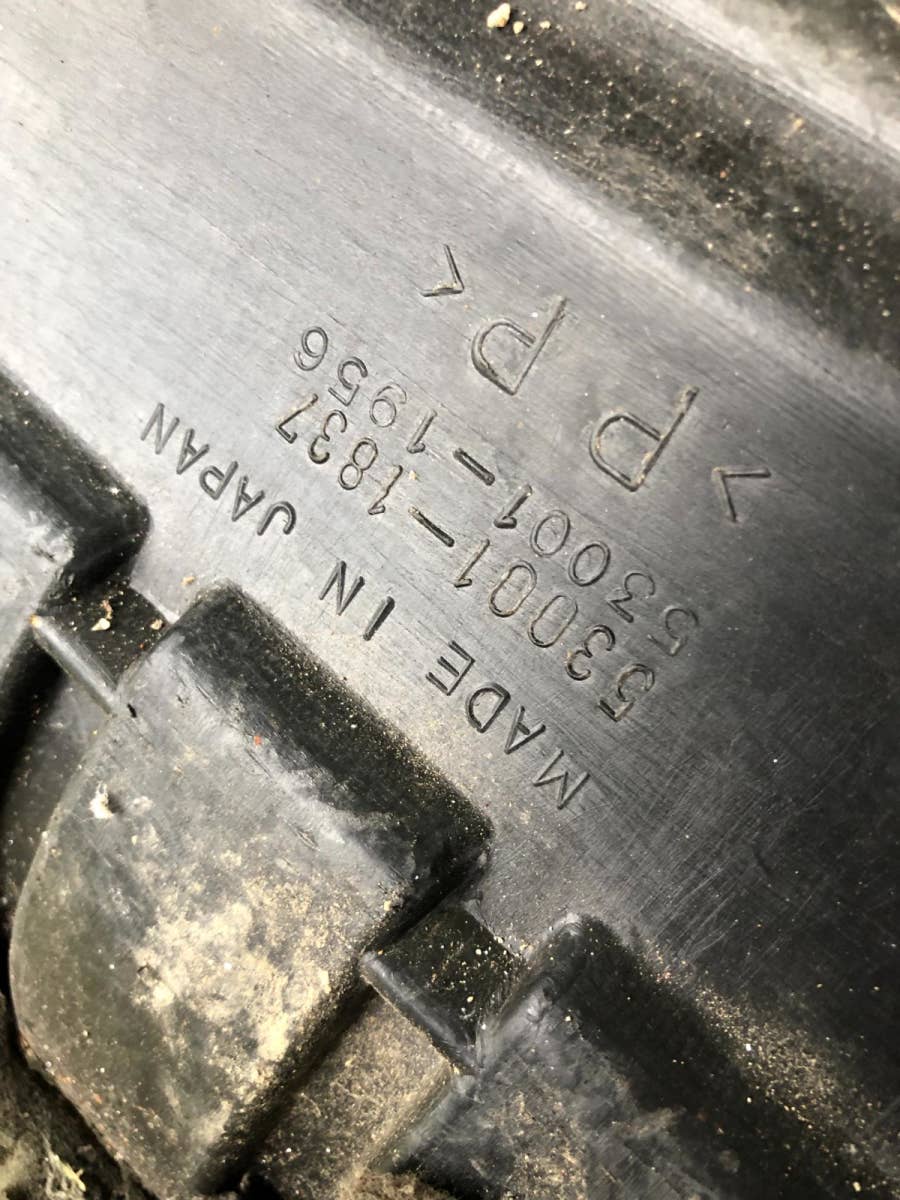 MADE IN JAPAN
53001-1837
53001-1956
>PP<